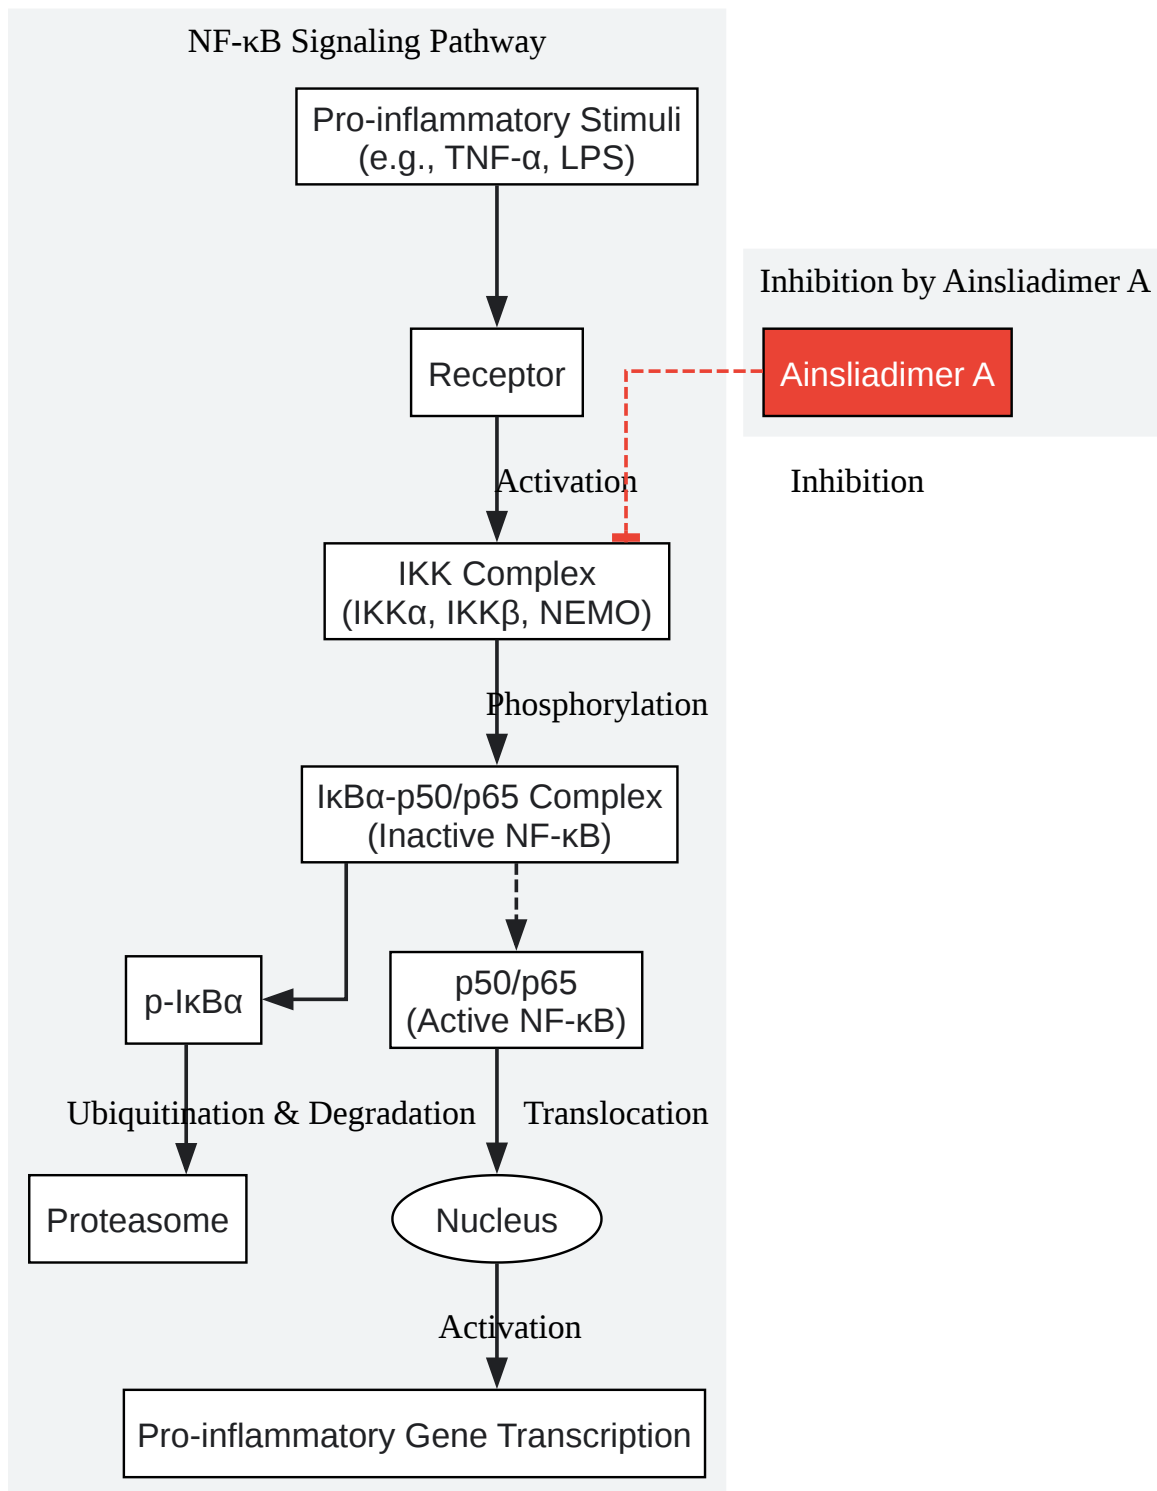 NF-κB Signaling Pathway
Pro-inflammatory Stimuli
(e.g., TNF-α, LPS)
Inhibition by Ainsliadimer A
Receptor
Ainsliadimer A
Activation
Inhibition
IKK Complex
(IKKα, IKKβ, NEMO)
Phosphorylation
IκBα-p50/p65 Complex
(Inactive NF-κB)
p-IκBα
p50/p65
(Active NF-κB)
Ubiquitination & Degradation
Translocation
Proteasome
Nucleus
Activation
Pro-inflammatory Gene Transcription